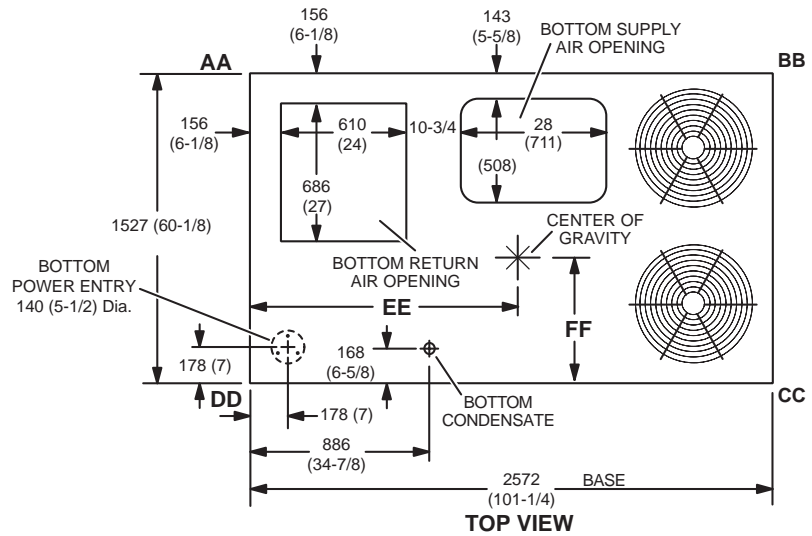 156
(6-1/8)
143
(5-5/8)
BOTTOM SUPPLY
AIR OPENING
AA
BB
156
(6-1/8)
610
(24)
10-3/4
28
(711)
(508)
686
(27)
1527 (60-1/8)
CENTER OF
GRAVITY
BOTTOM
POWER ENTRY
140 (5-1/2) Dia.
BOTTOM RETURN
AIR OPENING
EE
FF
178 (7)
168
(6-5/8)
DD
CC
178 (7)
BOTTOM
CONDENSATE
886
(34-7/8)
2572
(101-1/4)
BASE
TOP VIEW